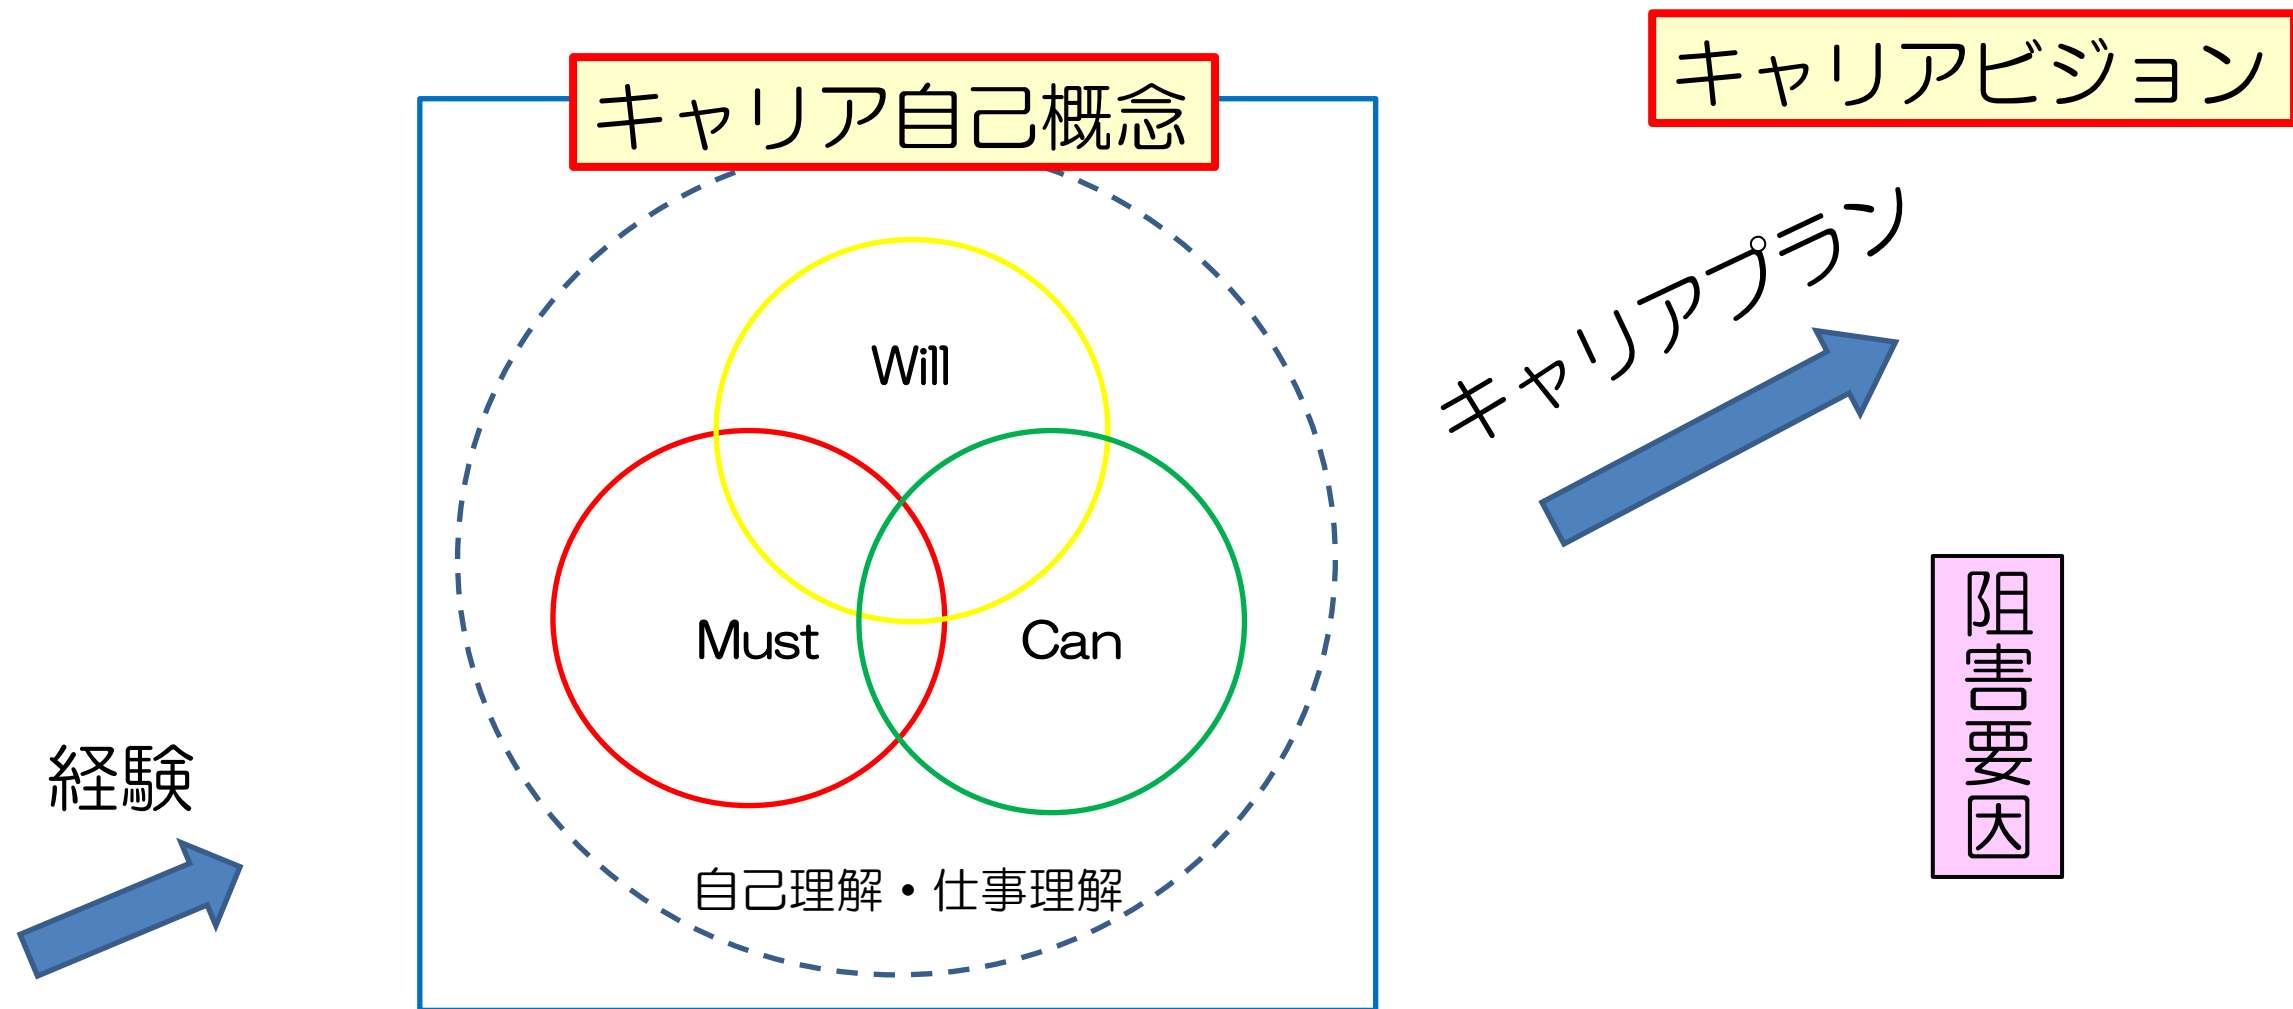 キャリアビジョン
キャリア自己概念
キャリアプラン
Will
Must
Can
阻害要因
経験
自己理解・仕事理解